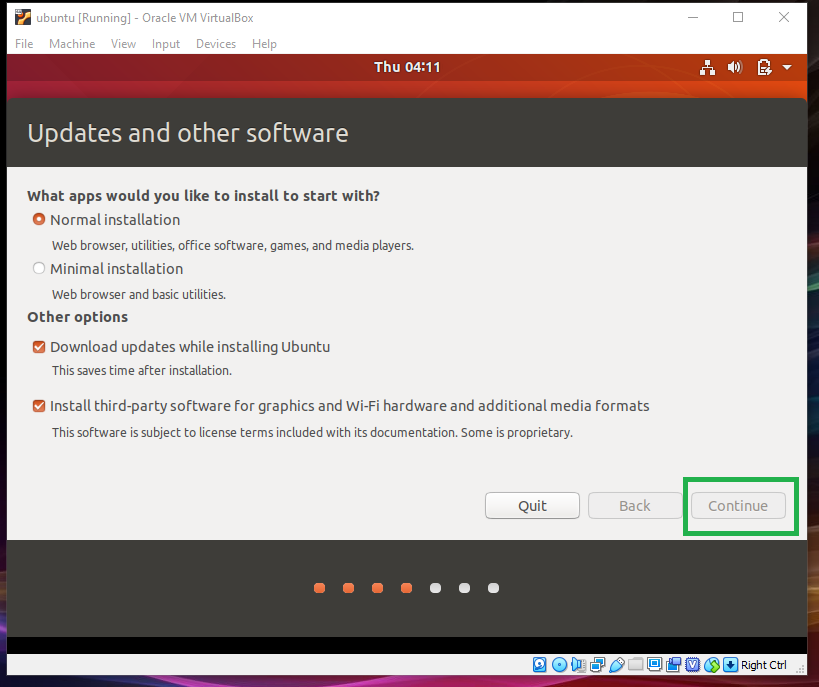 ubuntu [Running] - Oracle VM VirtualBox
File Machine View Input Devices Help
Thu 04:11
Updates and other software
What apps would you like to install to start with?
Normal installation
Web browser, utilities, office software, games, and media players.
Minimal installation
Web browser and basic utilities.
Other options
Download updates while installing Ubuntu
This saves time after installation.
Install third-party software for graphics and Wi-Fi hardware and additional media formats
This software is subject to license terms included with its documentation. Some is proprietary.
Quit Back Continue
Right Ctrl